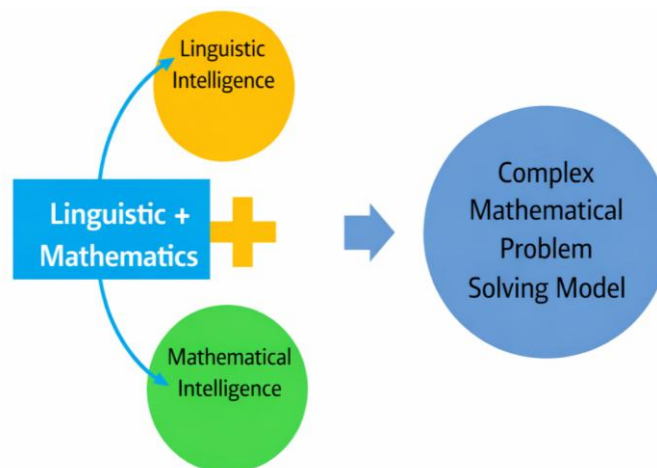 Linguistic
Intelligence
Linguistic +
Mathematics
Mathematical
Intelligence
Complex
Mathematical
Problem
Solving Model